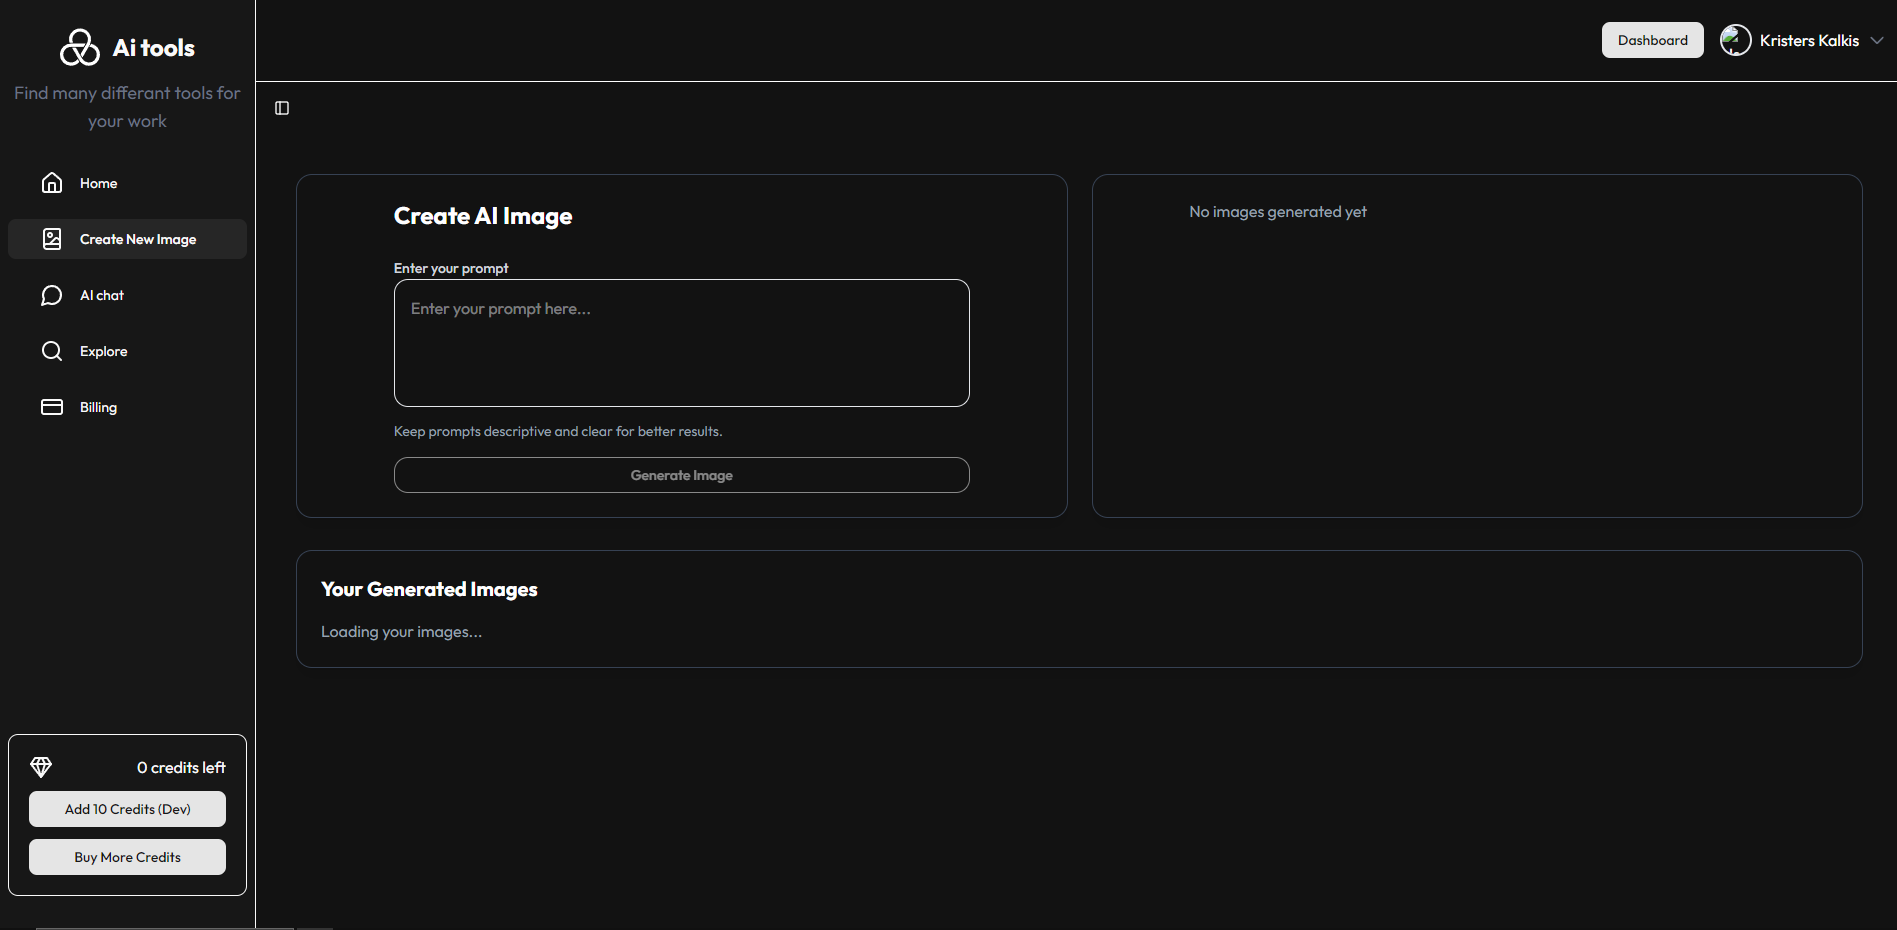 Ai tools
Find many differant tools for
your work
Home
Create New Image
AI chat
Explore
Billing
0 credits left
Add 10 Credits (Dev)
Buy More Credits
Dashboard
Kristers Kalkis
Create AI Image
Enter your prompt
Enter your prompt here...
Keep prompts descriptive and clear for better results.
Generate Image
No images generated yet
Your Generated Images
Loading your images...